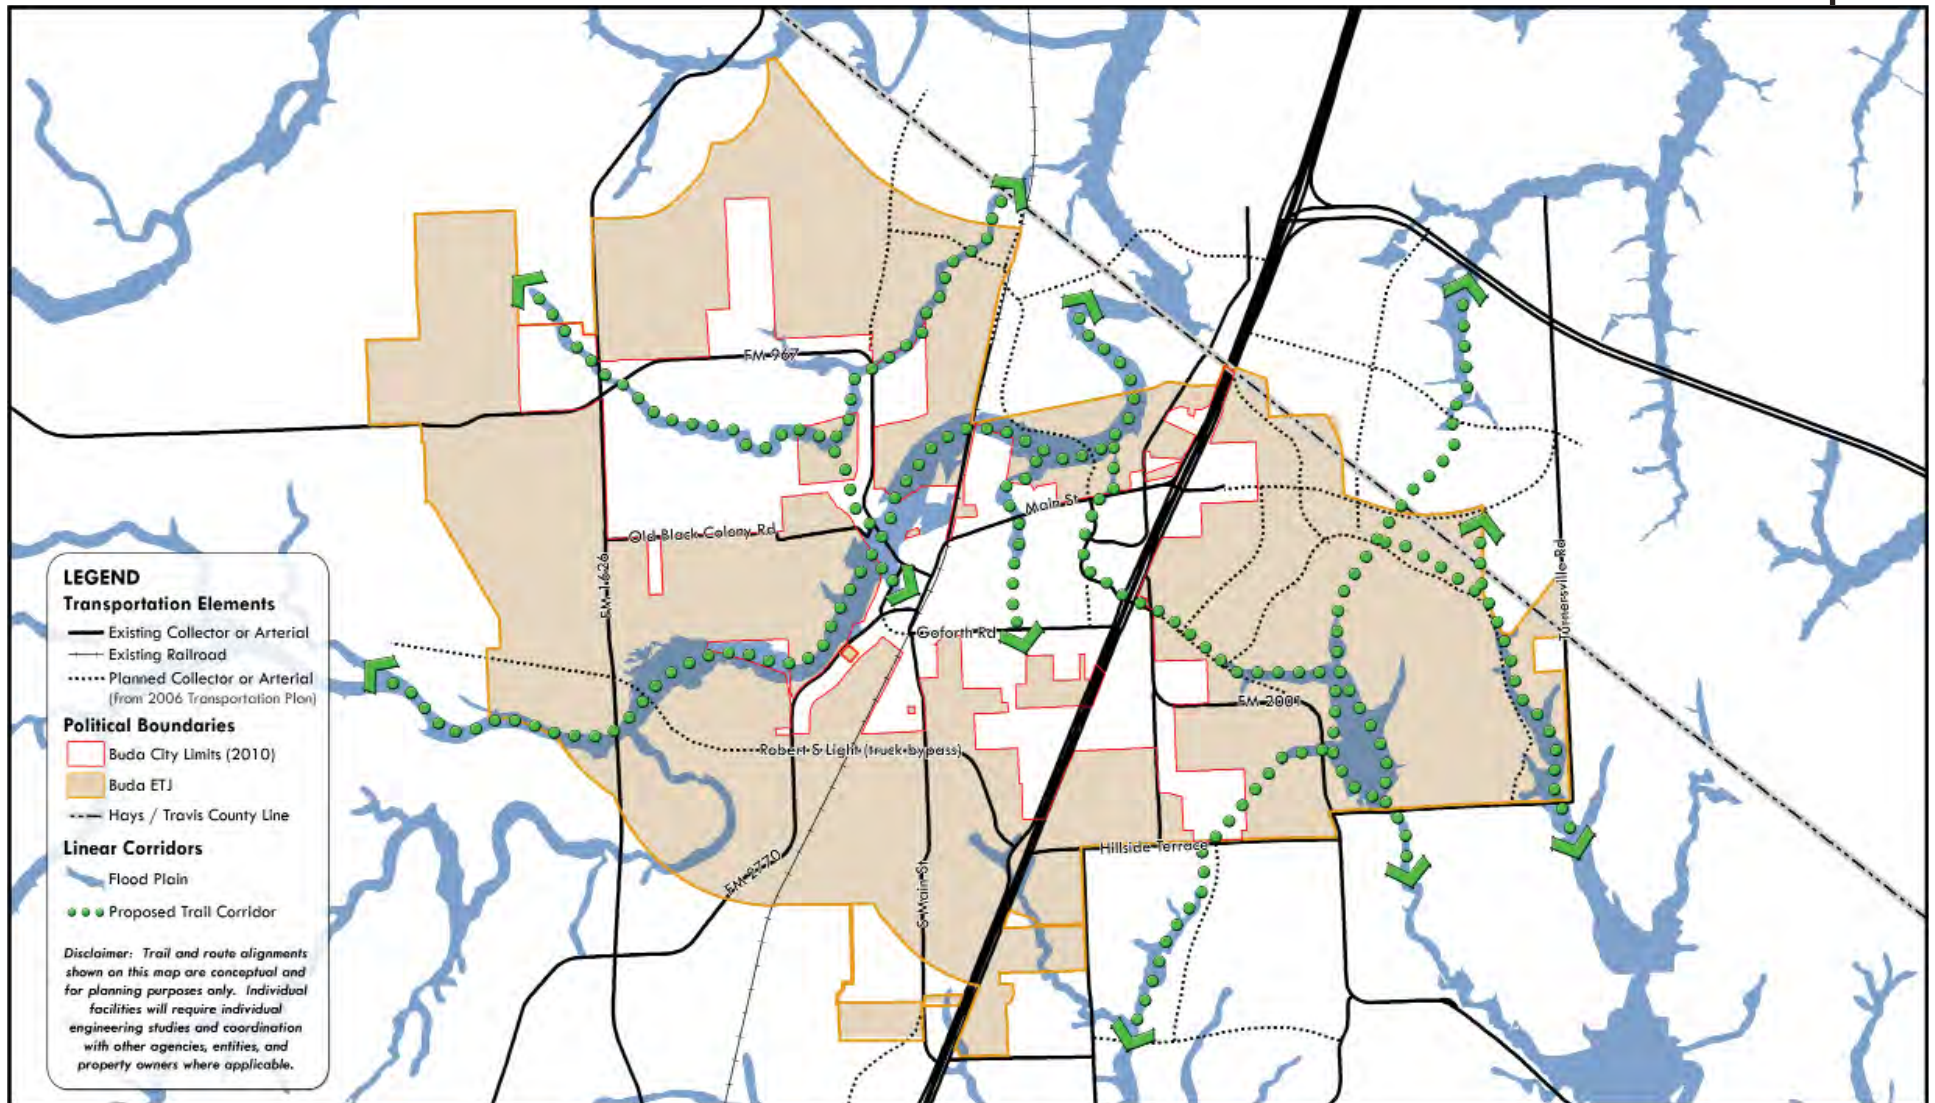 FM 967
Main St
Old Black Colony Rd
FM 1626
Turnersville Rd
Goforth Rd
FM 2001
Robert S Light (truck bypass)
Hillside Terrace
FM 2770
S Main St
LEGEND
Transportation Elements
Existing Collector or Arterial
Existing Railroad
Planned Collector or Arterial
(from 2006 Transportation Plan)
Political Boundaries
Buda City Limits (2010)
Buda ETJ
Hays / Travis County Line
Linear Corridors
Flood Plain
Proposed Trail Corridor
Disclaimer: Trail and route alignments
shown on this map are conceptual and
for planning purposes only. Individual
facilities will require individual
engineering studies and coordination
with other agencies, entities, and
property owners where applicable.